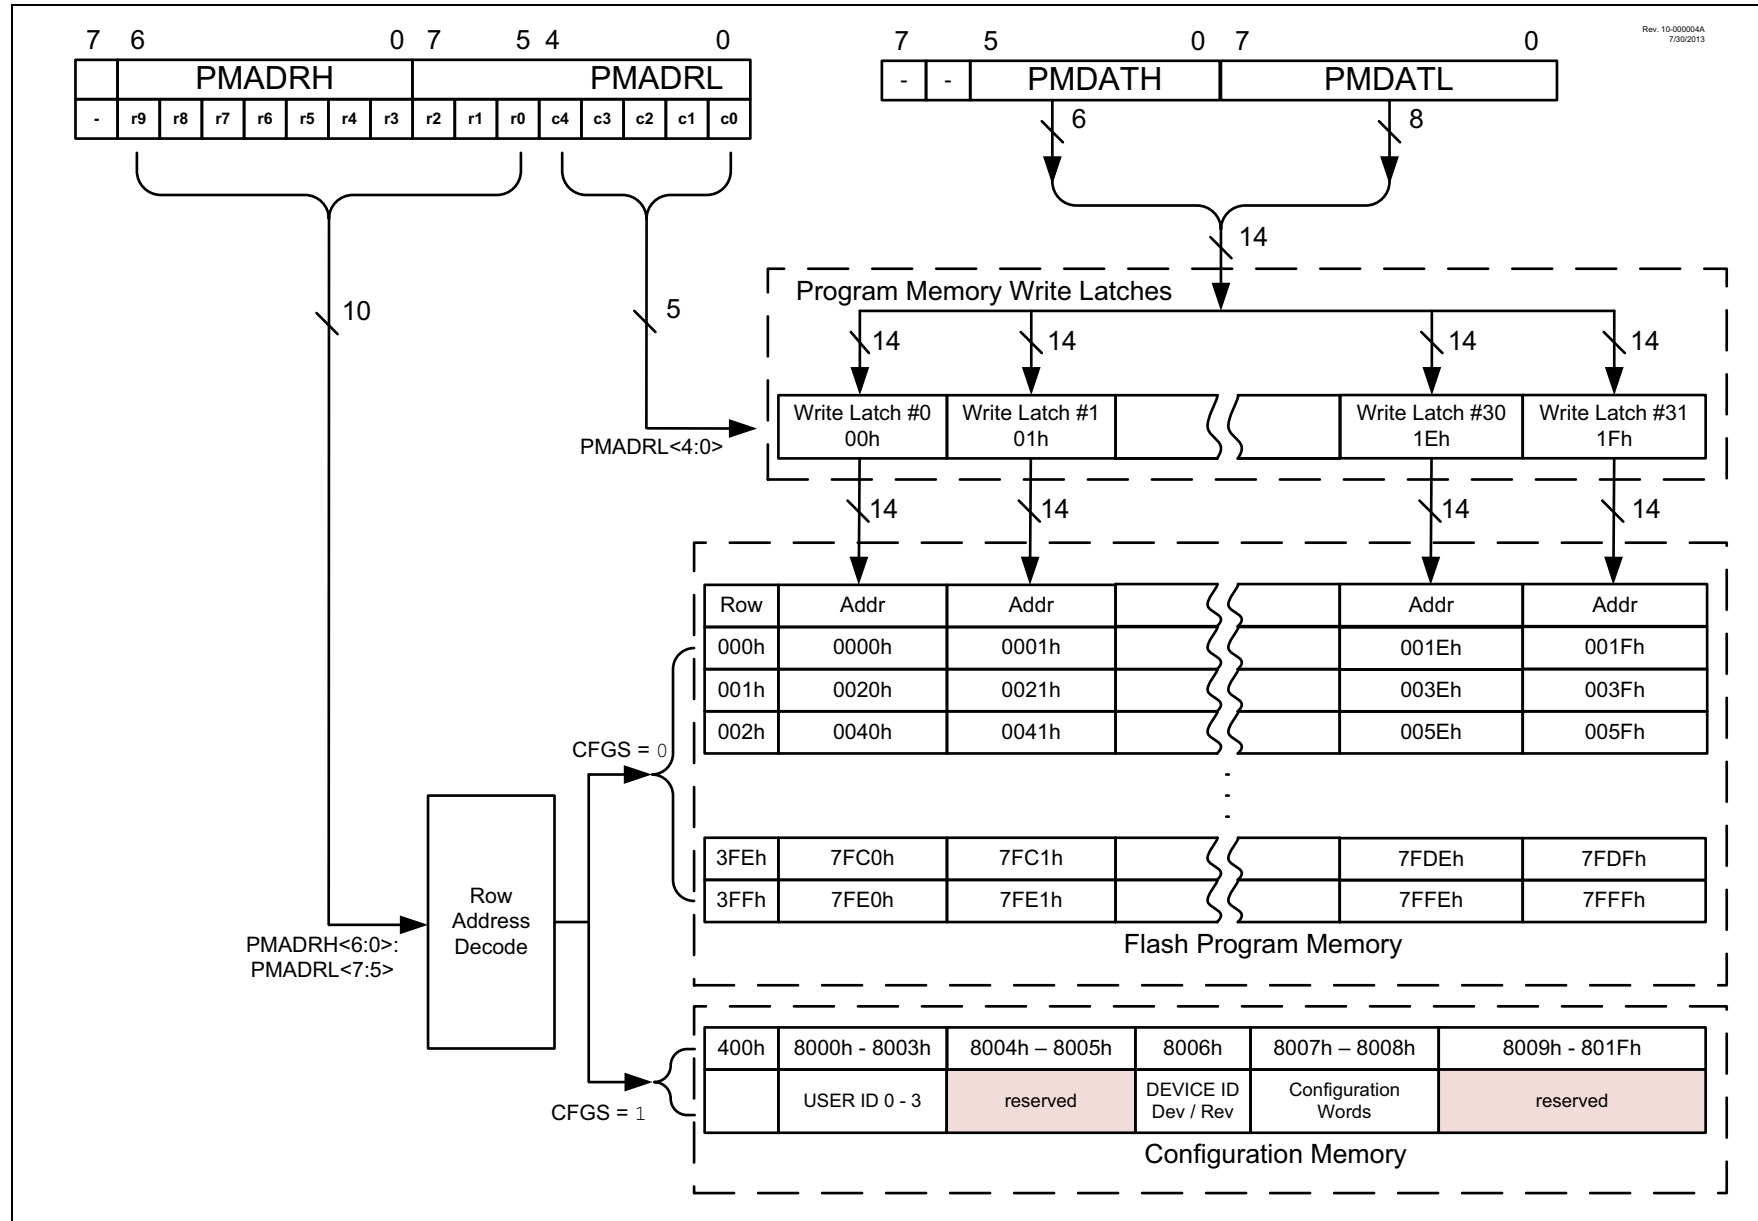 Rev. 10-000004A
7/30/2013
7 6 0 7 5 4 0
7 5 0 7 0
PMADRH PMADRL
- - PMDATH PMDATL
- r9 r8 r7 r6 r5 r4 r3 r2 r1 r0 c4 c3 c2 c1 c0
6 8
14
Program Memory Write Latches
10 5
14 14 14 14
Write Latch #0 Write Latch #1 Write Latch #30 Write Latch #31
00h 01h 1Eh 1Fh
PMADRL<4:0>
14 14 14 14
Row Addr Addr Addr Addr
000h 0000h 0001h 001Eh 001Fh
001h 0020h 0021h 003Eh 003Fh
002h 0040h 0041h 005Eh 005Fh
CFGS = 0
3FEh 7FC0h 7FC1h 7FDEh 7FDFh
3FFh 7FE0h 7FE1h 7FFEh 7FFFh
Row
Address
Decode
PMADRH<6:0>:
PMADRL<7:5>
Flash Program Memory
400h 8000h - 8003h 8004h – 8005h 8006h 8007h – 8008h 8009h - 801Fh
USER ID 0 - 3 reserved DEVICE ID
Dev / Rev Configuration
Words reserved
CFGS = 1
Configuration Memory